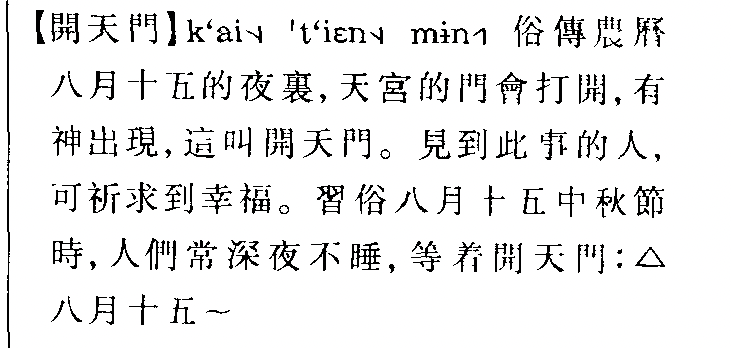 【開天門】k‘ai˧˩ 't‘iɛn˧˩ mɨn˦ 俗傳農曆
八月十五的夜裏，天宮的門會打開，有
神出現，這叫開天門。見到此事的人，
可祈求到幸福。習俗八月十五中秋節
時，人們常深夜不睡，等着開天門：△
八月十五～